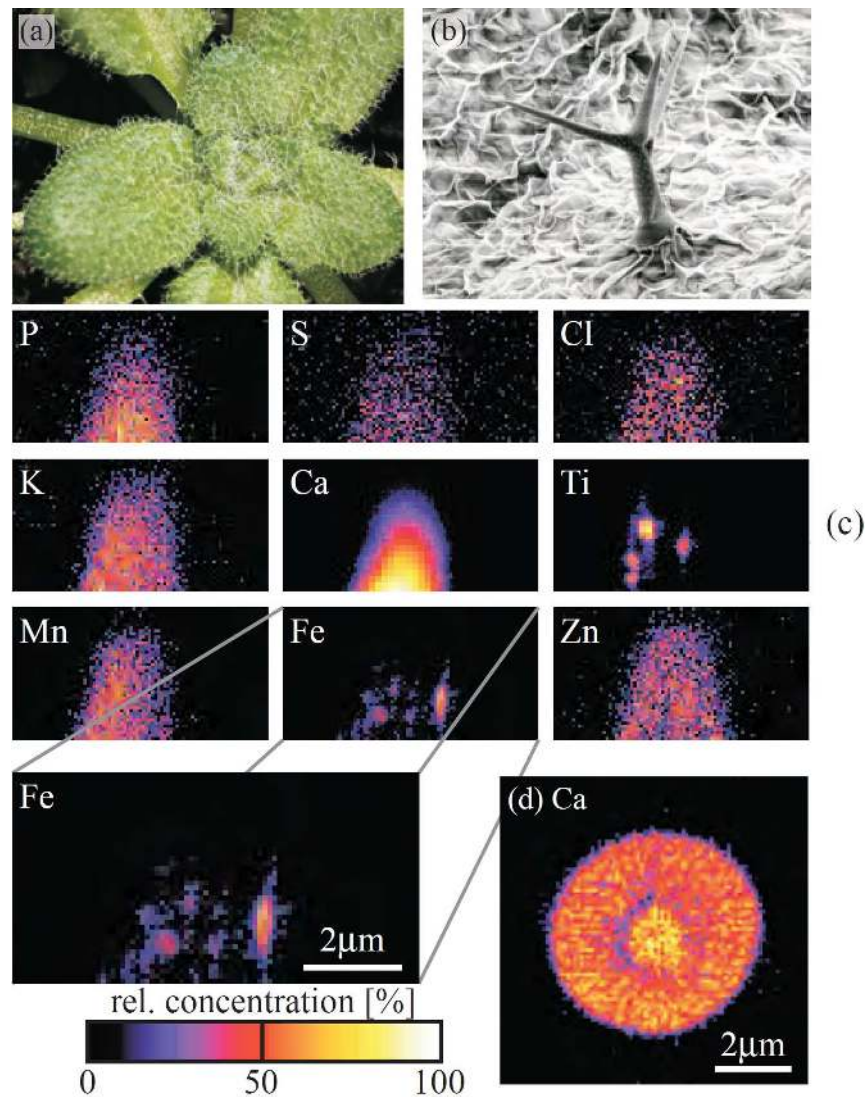 (a)
(b)
P
S
Cl
K
Ca
Ti
(c)
Mn
Fe
Zn
Fe
2μm
(d) Ca
2μm
rel. concentration [%]
0
50
100